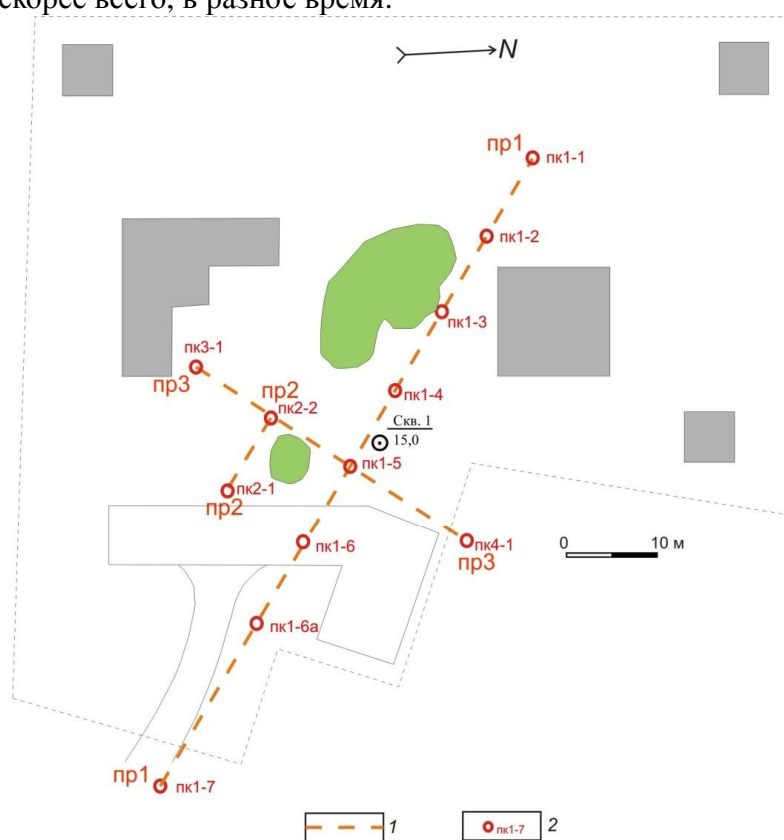 скорее всего, в разное время.
N
пр1
пк1-1
пк1-2
пк1-3
пк3-1
пр3
пр2
пк1-4
пк2-2
Скв. 1
15,0
пк1-5
пк2-1
пр2
пк1-6
пк4-1
пр3
0 10 м
пк1-6а
пр1
пк1-7
1
пк1-7
2